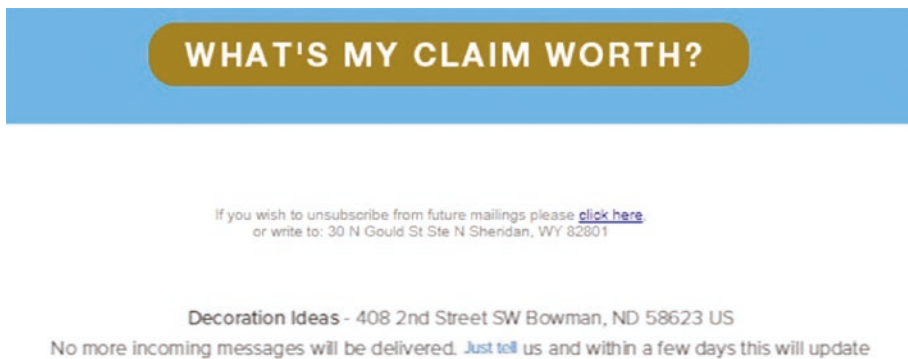 WHAT'S MY CLAIM WORTH?
If you wish to unsubscribe from future mailings please click here,
or write to: 30 N Gould St Ste N Sheridan, WY 82801
Decoration Ideas - 408 2nd Street SW Bowman, ND 58623 US
No more incoming messages will be delivered. Just tell us and within a few days this will update